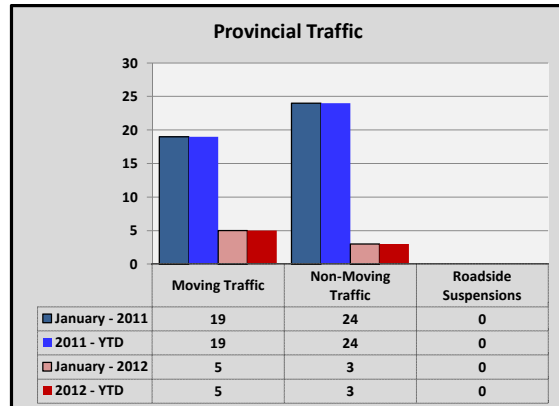 Provincial Traffic
30
25
20
15
10
5
0
Moving Traffic Non-Moving Traffic Roadside Suspensions
January - 2011 19 24 0
2011 - YTD 19 24 0
January - 2012 5 3 0
2012 - YTD 5 3 0